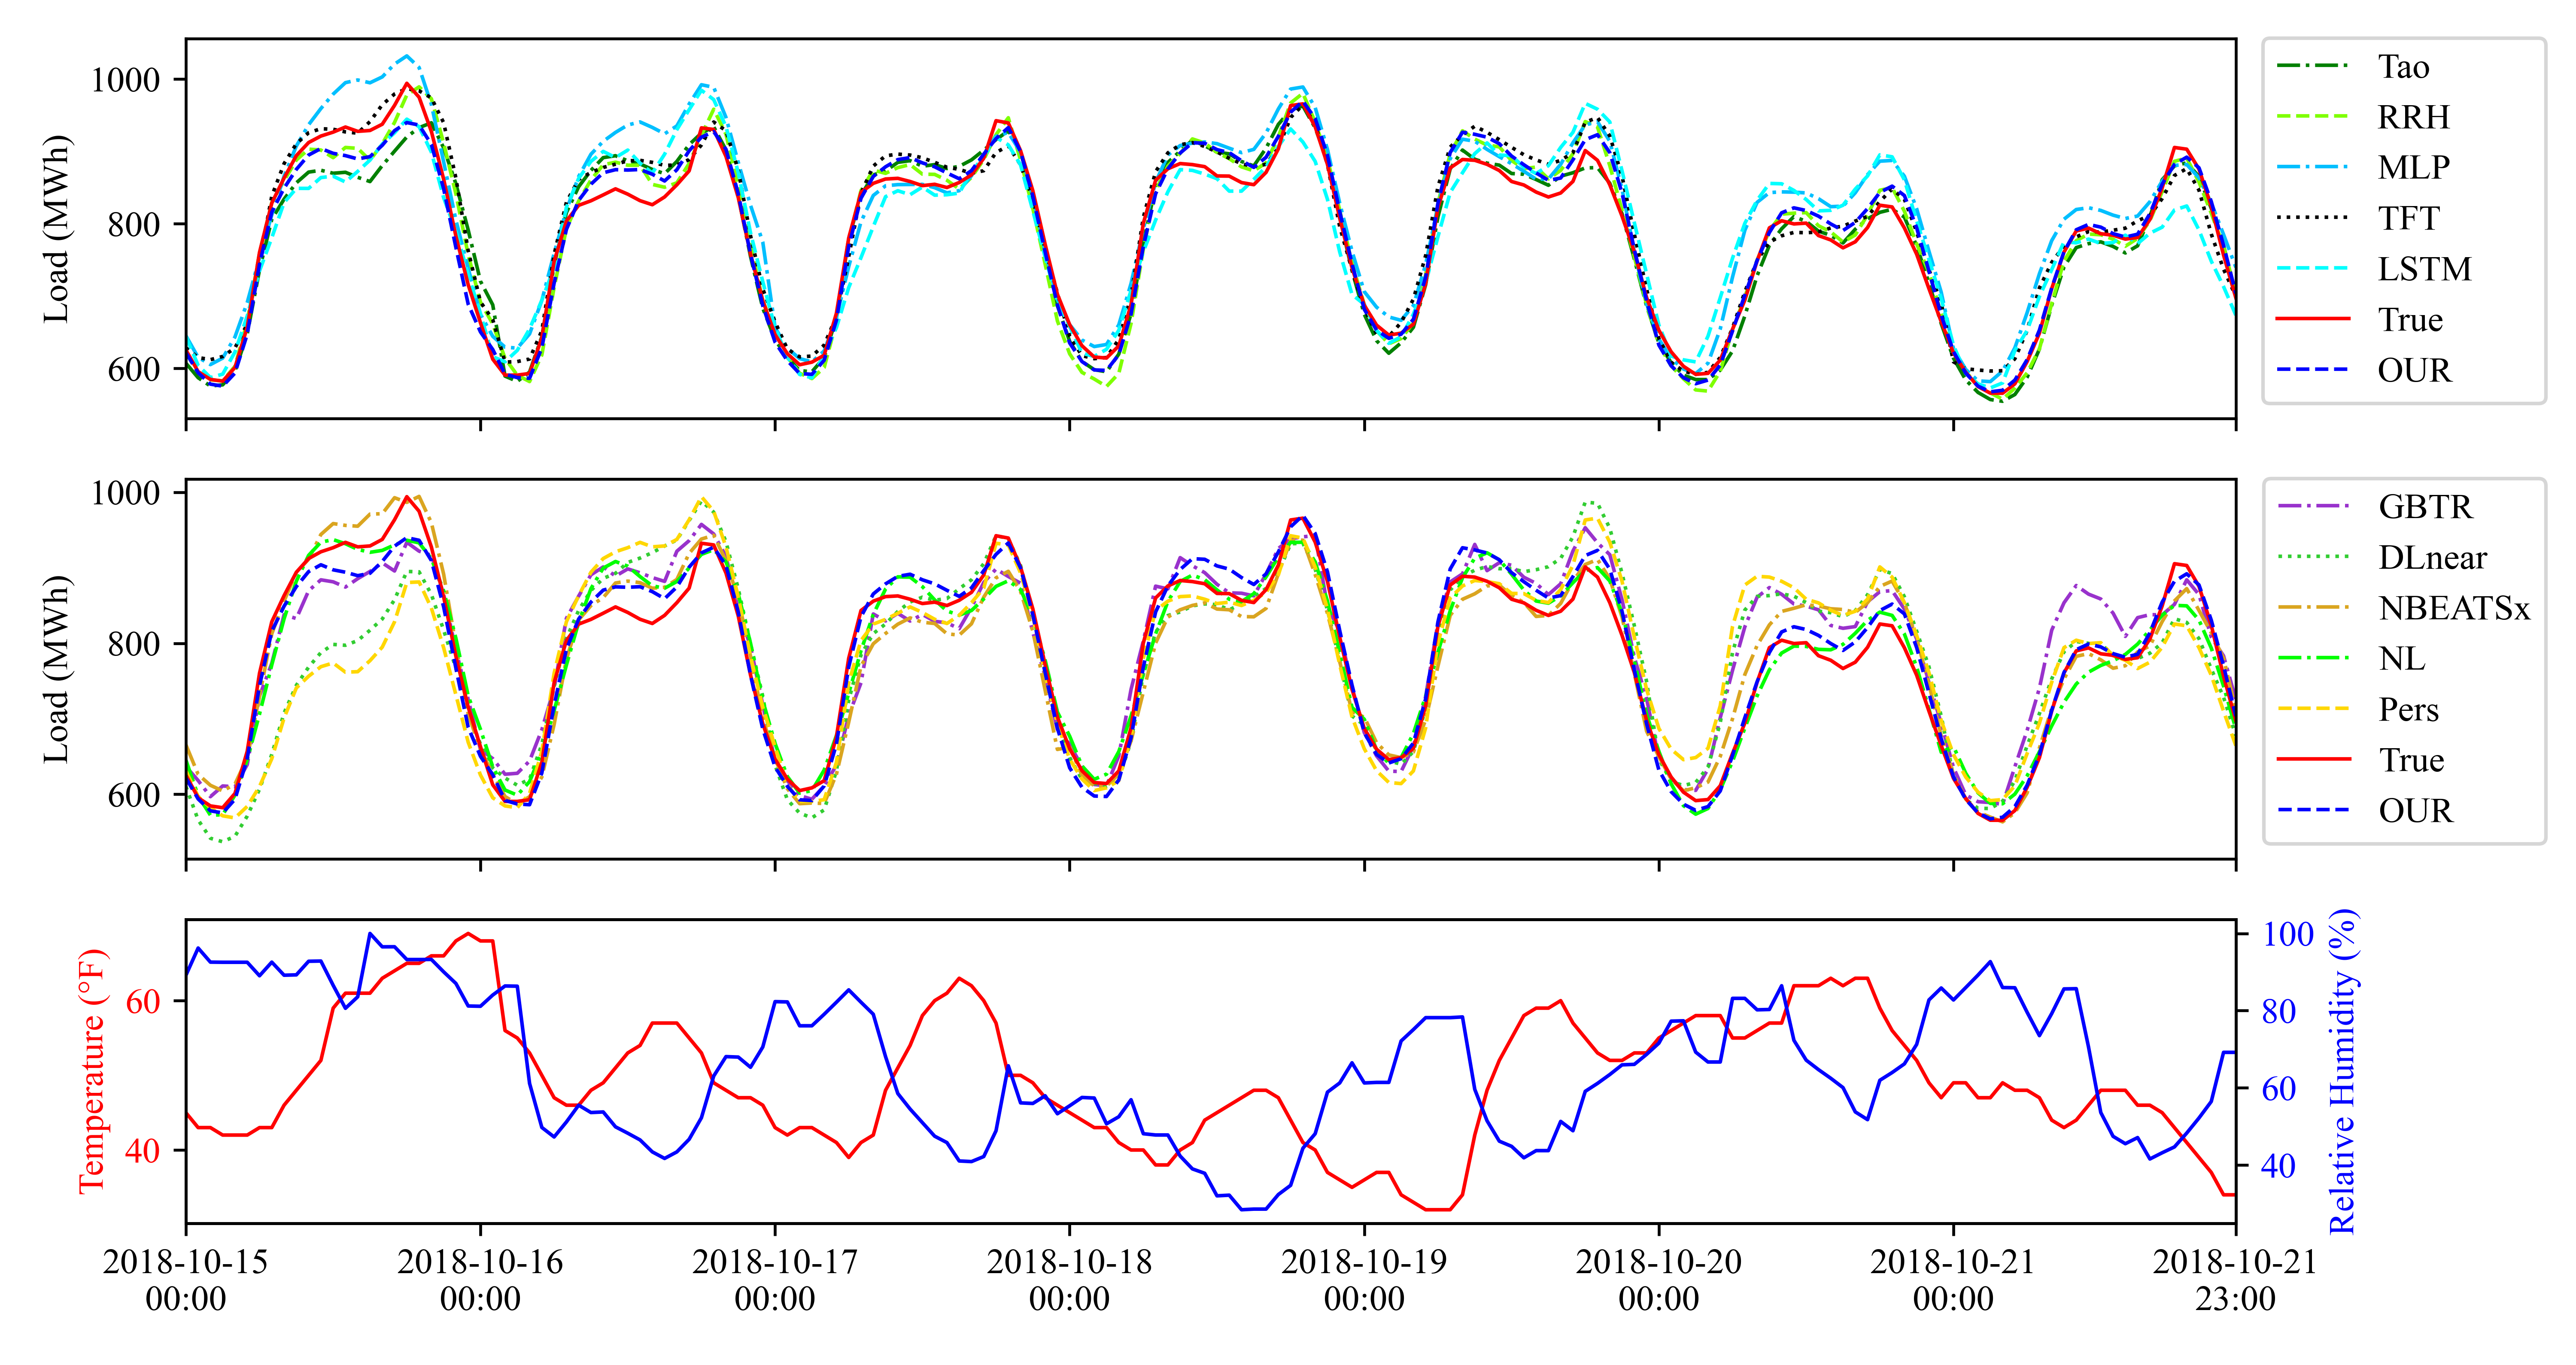 1000
800
600
Load (MWh)
Tao
RRH
MLP
TFT
LSTM
True
OUR
1000
800
600
Load (MWh)
GBTR
DLnear
NBEATSx
NL
Pers
True
OUR
60
40
Temperature (°F)
100
80
60
40
Relative Humidity (%)
2018-10-15 2018-10-16 2018-10-17 2018-10-18 2018-10-19 2018-10-20 2018-10-21 2018-10-21
00:00 00:00 00:00 00:00 00:00 00:00 00:00 23:00